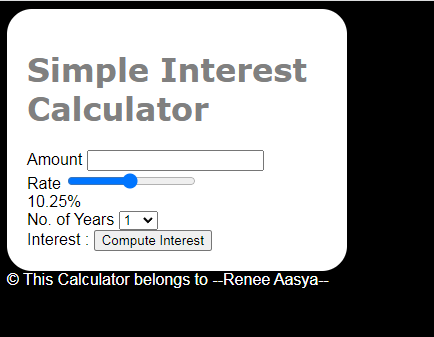 Simple Interest
Calculator
Amount
Rate
10.25%
No. of Years 1
Interest : Compute Interest
© This Calculator belongs to --Renee Aasya--